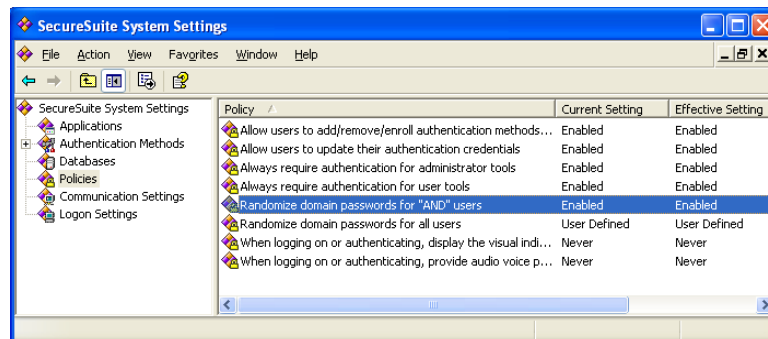 SecureSuite System Settings
File Action View Favorites Window Help
SecureSuite System Settings
Applications
Authentication Methods
Databases
Policies
Communication Settings
Logon Settings
Policy Current Setting Effective Setting
Allow users to add/remove/enroll authentication methods... Enabled Enabled
Allow users to update their authentication credentials Enabled Enabled
Always require authentication for administrator tools Enabled Enabled
Always require authentication for user tools Enabled Enabled
Randomize domain passwords for "AND" users Enabled Enabled
Randomize domain passwords for all users User Defined User Defined
When logging on or authenticating, display the visual indi... Never Never
When logging on or authenticating, provide audio voice p... Never Never